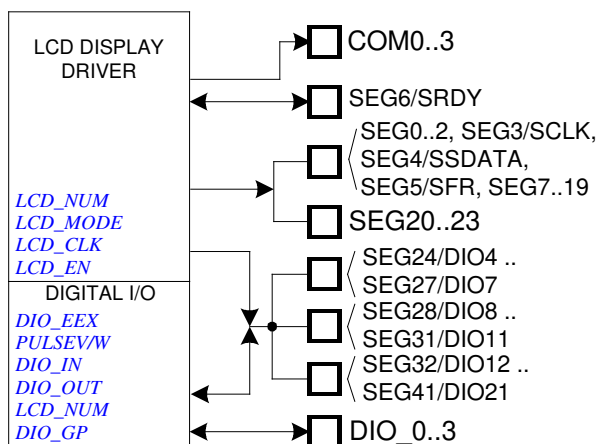 LCD DISPLAY
DRIVER
LCD_NUM
LCD_MODE
LCD_CLK
LCD_EN
DIGITAL I/O
DIO_EEX
PULSEV/W
DIO_IN
DIO_OUT
LCD_NUM
DIO_GP
COM0..3
SEG6/SRDY
SEG0..2, SEG3/SCLK,
SEG4/SSDATA,
SEG5/SFR, SEG7..19
SEG20..23
SEG24/DIO4 ..
SEG27/DIO7
SEG28/DIO8 ..
SEG31/DIO11
SEG32/DIO12 ..
SEG41/DIO21
DIO_0..3